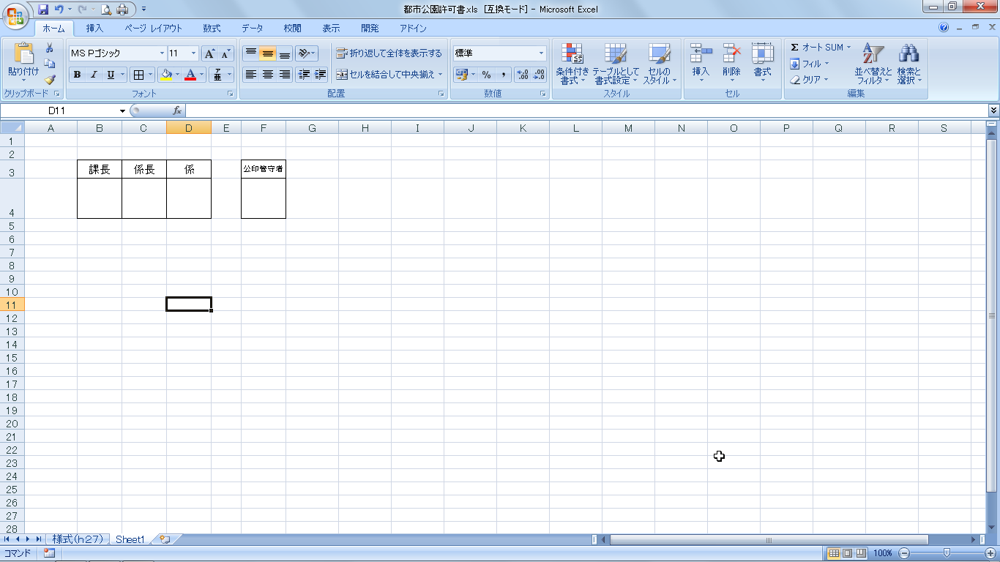 都市公園許可書.xls [互換モード] - Microsoft Excel
ホーム 挿入 ページ レイアウト 数式 データ 校閲 表示 開発 アドイン
貼り付け
クリップボード
MS Pゴシック 11
B I U 亜
フォント
折り返して全体を表示する
セルを結合して中央揃え
配置
標準
% ,
数値
条件付き書式 テーブルとして書式設定 セルのスタイル
スタイル
挿入 削除 書式
セル
Σ オート SUM
フィル
クリア
並べ替えとフィルタ 検索と選択
編集
D11 fx
A B C D E F G H I J K L M N O P Q R S
1
2
3 課長 係長 係 公印管守者
4
5
6
7
8
9
10
11
12
13
14
15
16
17
18
19
20
21
22
23
24
25
26
27
28
様式(h27) Sheet1
コマンド 100%